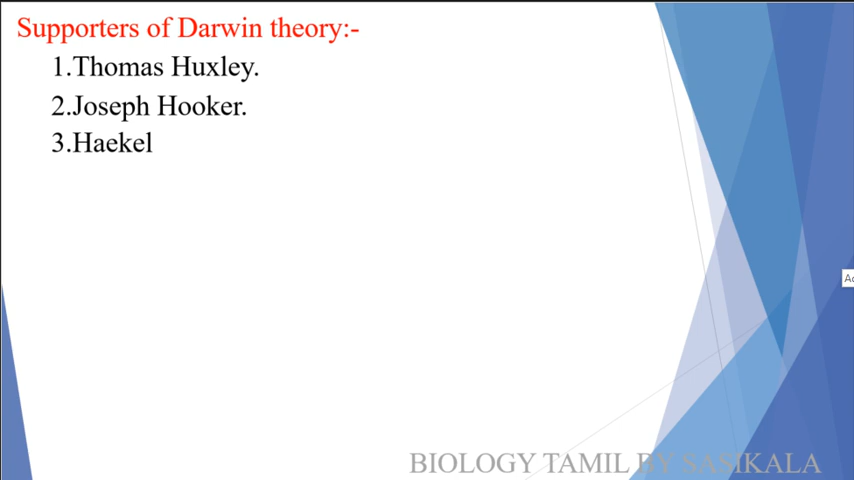 Supporters of Darwin theory:-
1.Thomas Huxley.
2.Joseph Hooker.
3.Haekel
BIOLOGY TAMIL BY SASIKALA